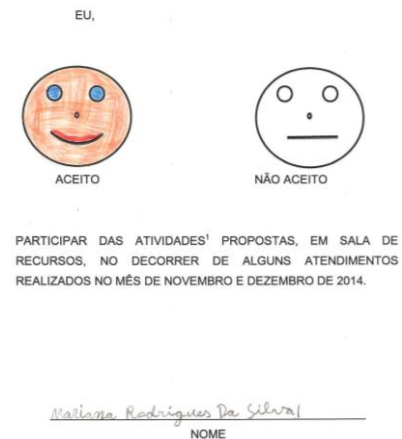 EU,
ACEITO
NÃO ACEITO
PARTICIPAR DAS ATIVIDADES¹ PROPOSTAS, EM SALA DE
RECURSOS, NO DECORRER DE ALGUNS ATENDIMENTOS
REALIZADOS NO MÊS DE NOVEMBRO E DEZEMBRO DE 2014.
Mariana Rodrigues Da Silva
NOME